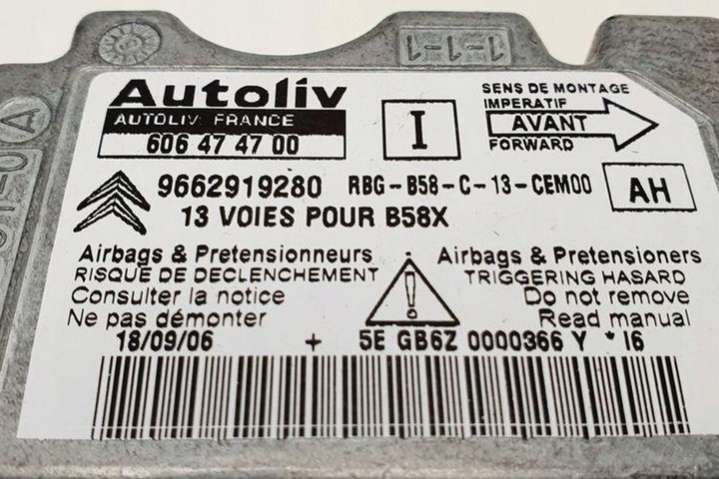 1-1-1
A
Autoliv
AUTOLIV FRANCE
606 47 47 00
I
SENS DE MONTAGE
IMPERATIF
AVANT
FORWARD
9662919280 RBG-B58-C-13-CEM00
AH
13 VOIES POUR B58X
Airbags & Pretensionneurs
RISQUE DE DECLENCHEMENT
Consulter la notice
Ne pas démonter
!
Airbags & Pretensioners
TRIGGERING HASARD
Do not remove
Read manual
18/09/06 + 5E GB6Z 0000366 Y * 16